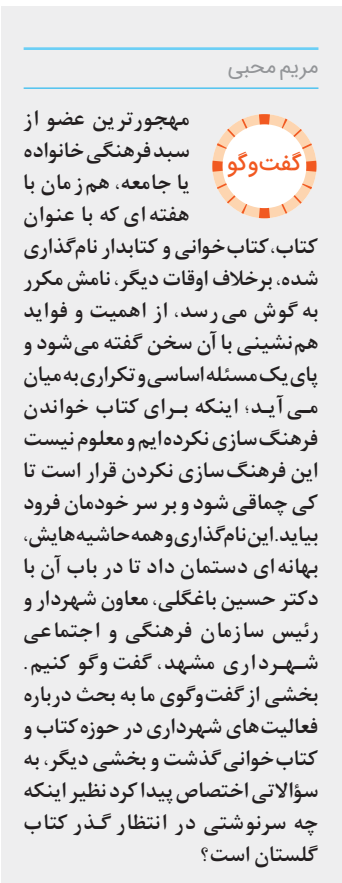 مریم محبی
گفت‌وگو
مهجورترین عضو از
سبد فرهنگی خانواده
یا جامعه، هم‌زمان با
هفته‌ای که با عنوان
کتاب، کتاب‌خوانی و کتابدار نام‌گذاری
شده، برخلاف اوقات دیگر، نامش مکرر
به گوش می‌رسد، از اهمیت و فواید
هم‌نشینی با آن سخن گفته می‌شود و
پای یک مسئله اساسی و تکراری به میان
می‌آید؛ اینکه برای کتاب خواندن
فرهنگ‌سازی نکرده‌ایم و معلوم نیست
این فرهنگ‌سازی نکردن قرار است تا
کی چماقی شود و بر سر خودمان فرود
بیاید. این نام‌گذاری و همه حاشیه‌هایش،
بهانه‌ای دستمان داد تا در باب آن با
دکتر حسین باغگلی، معاون شهردار و
رئیس سازمان فرهنگی و اجتماعی
شهرداری مشهد، گفت‌وگو کنیم.
بخشی از گفت‌وگوی ما به بحث درباره
فعالیت‌های شهرداری در حوزه کتاب و
کتاب‌خوانی گذشت و بخشی دیگر، به
سؤالاتی اختصاص پیدا کرد نظیر اینکه
چه سرنوشتی در انتظار گذر کتاب
گلستان است؟